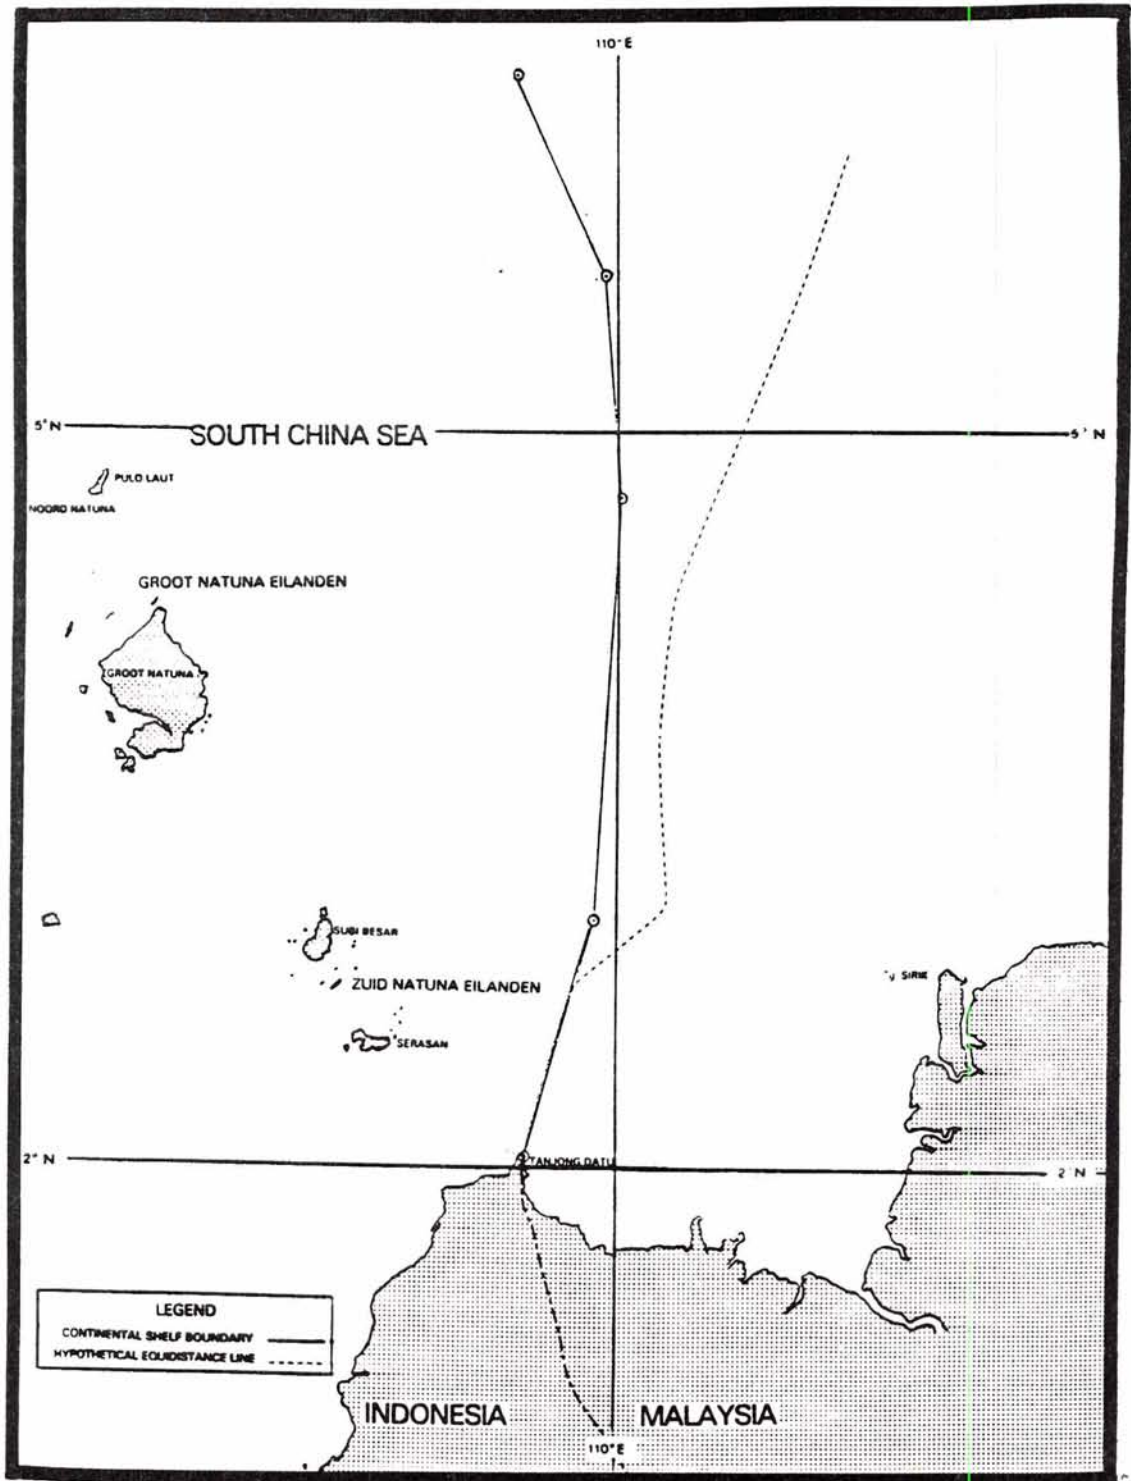 110°E
5°N
SOUTH CHINA SEA
5°N
PULO LAUT
NOORD NATUNA
GROOT NATUNA EILANDEN
GROOT NATUNA
SUBI BESAR
ZUID NATUNA EILANDEN
SERASAN
SIRIK
2°N
TANJONG DATU
2°N
LEGEND
CONTINENTAL SHELF BOUNDARY
HYPOTHETICAL EQUIDISTANCE LINE
INDONESIA
MALAYSIA
110°E